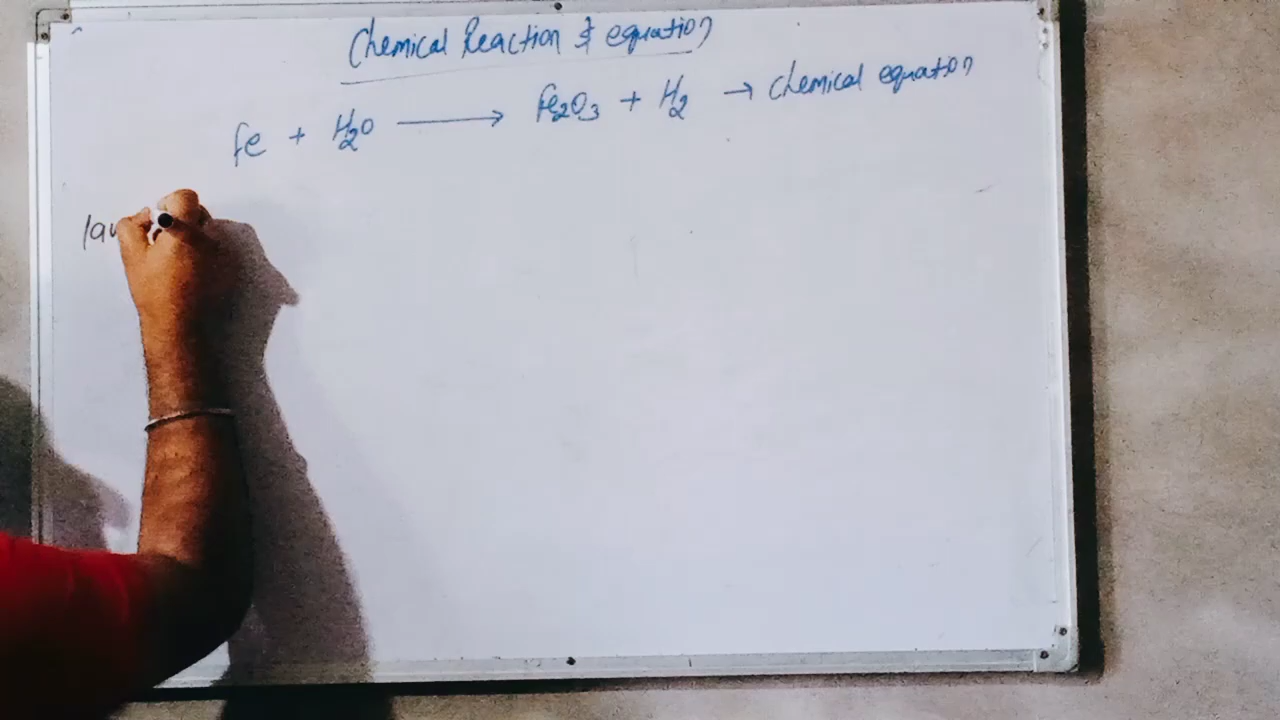 Chemical Reaction & equation
Fe + H2O ⟶ Fe2O3 + H2 → chemical equation